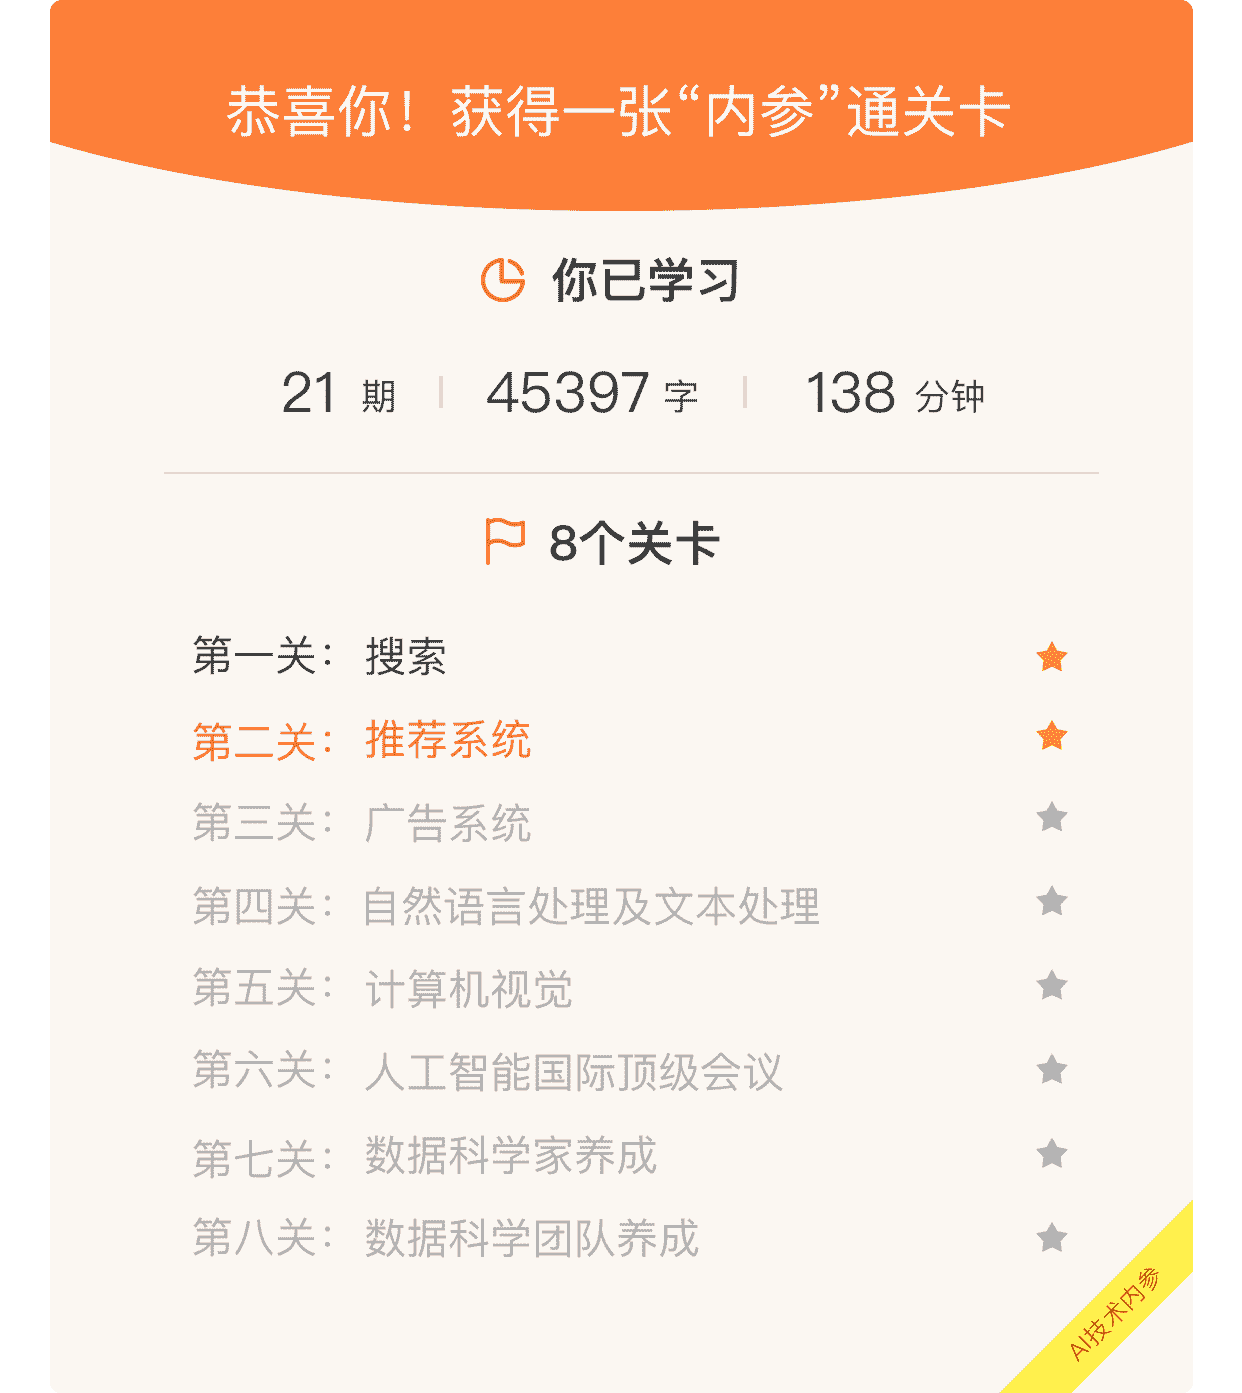 恭喜你！获得一张“内参”通关卡
你已学习
21 期 45397 字 138 分钟
8个关卡
第一关： 搜索
第二关： 推荐系统
第三关： 广告系统
第四关： 自然语言处理及文本处理
第五关： 计算机视觉
第六关： 人工智能国际顶级会议
第七关： 数据科学家养成
第八关： 数据科学团队养成
AI技术内参